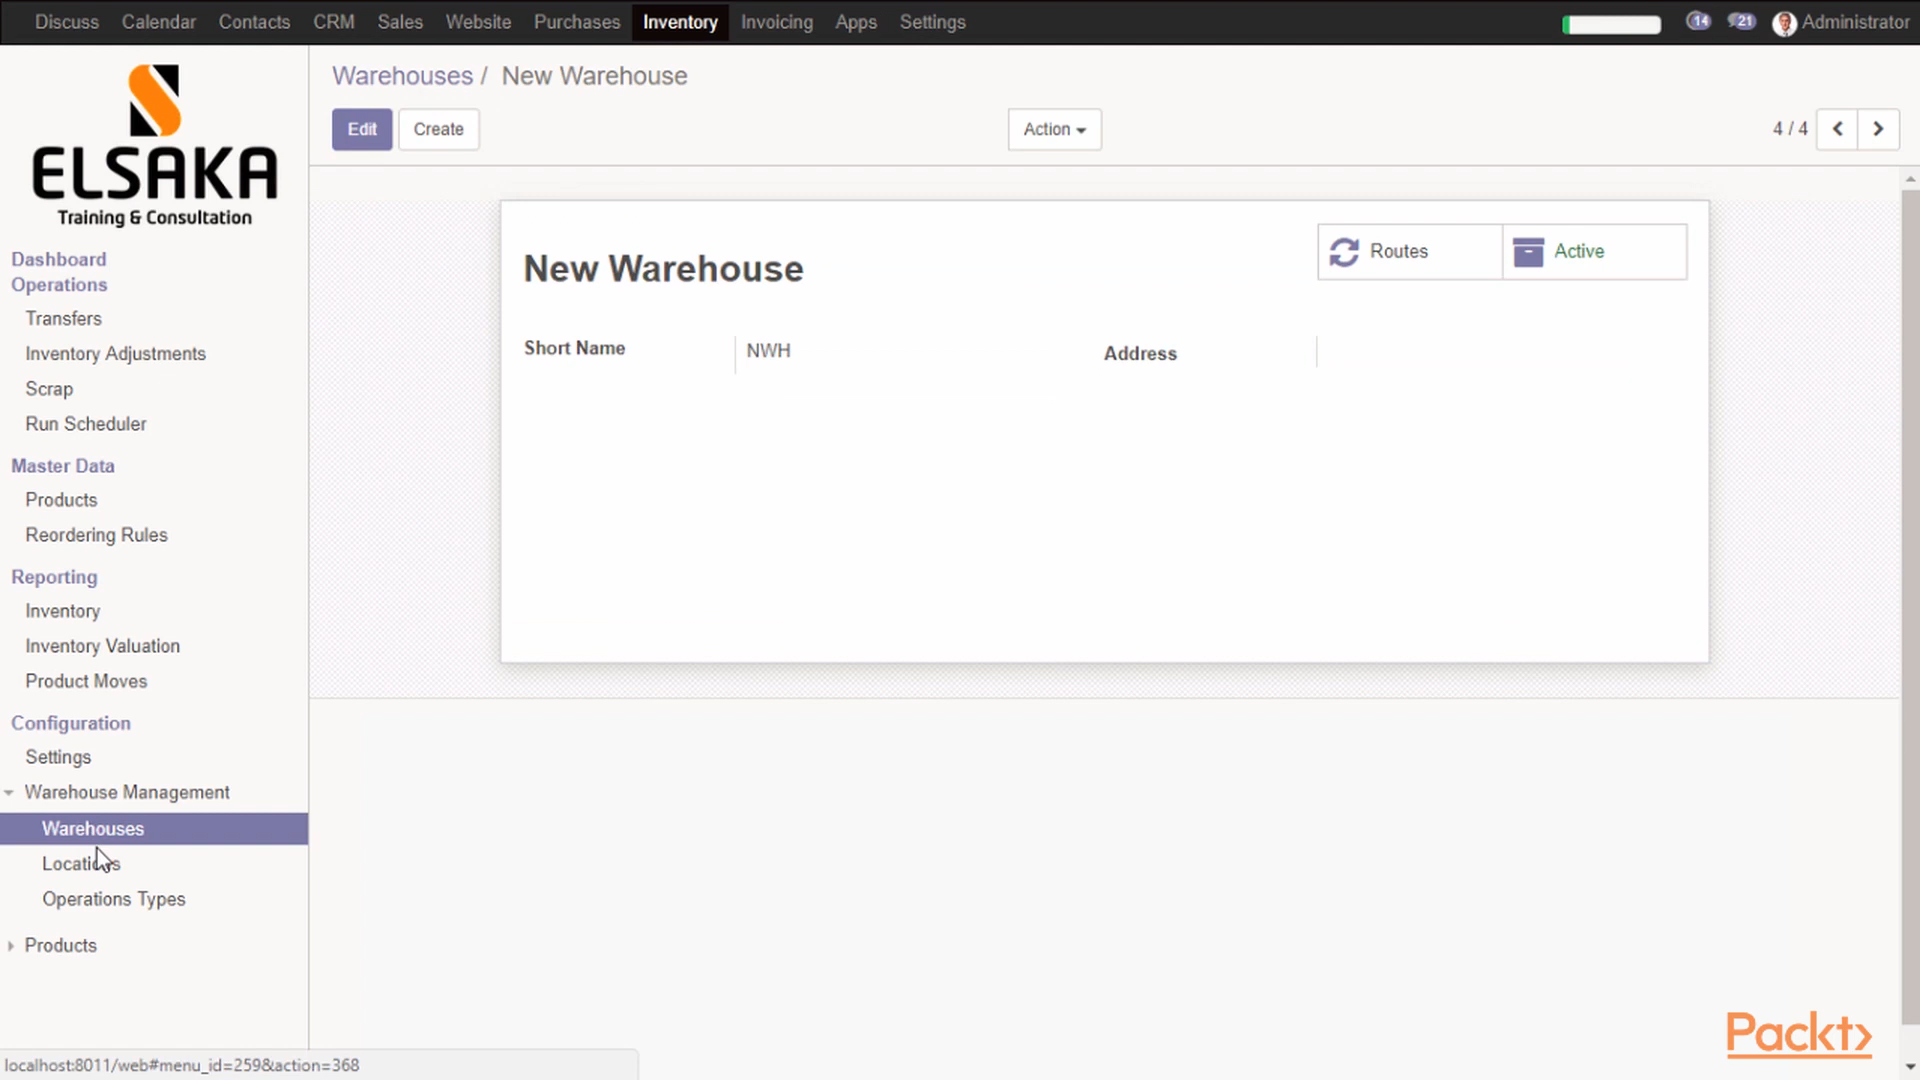 Discuss Calendar Contacts CRM Sales Website Purchases Inventory Invoicing Apps Settings 14 21 Administrator
ELSAKA
Training & Consultation
Dashboard
Operations
Transfers
Inventory Adjustments
Scrap
Run Scheduler
Master Data
Products
Reordering Rules
Reporting
Inventory
Inventory Valuation
Product Moves
Configuration
Settings
Warehouse Management
Warehouses
Locations
Operations Types
Products
Warehouses / New Warehouse
Edit Create Action 4 / 4
Routes Active
New Warehouse
Short Name NWH Address
localhost:8011/web#menu_id=259&action=368
Packt>